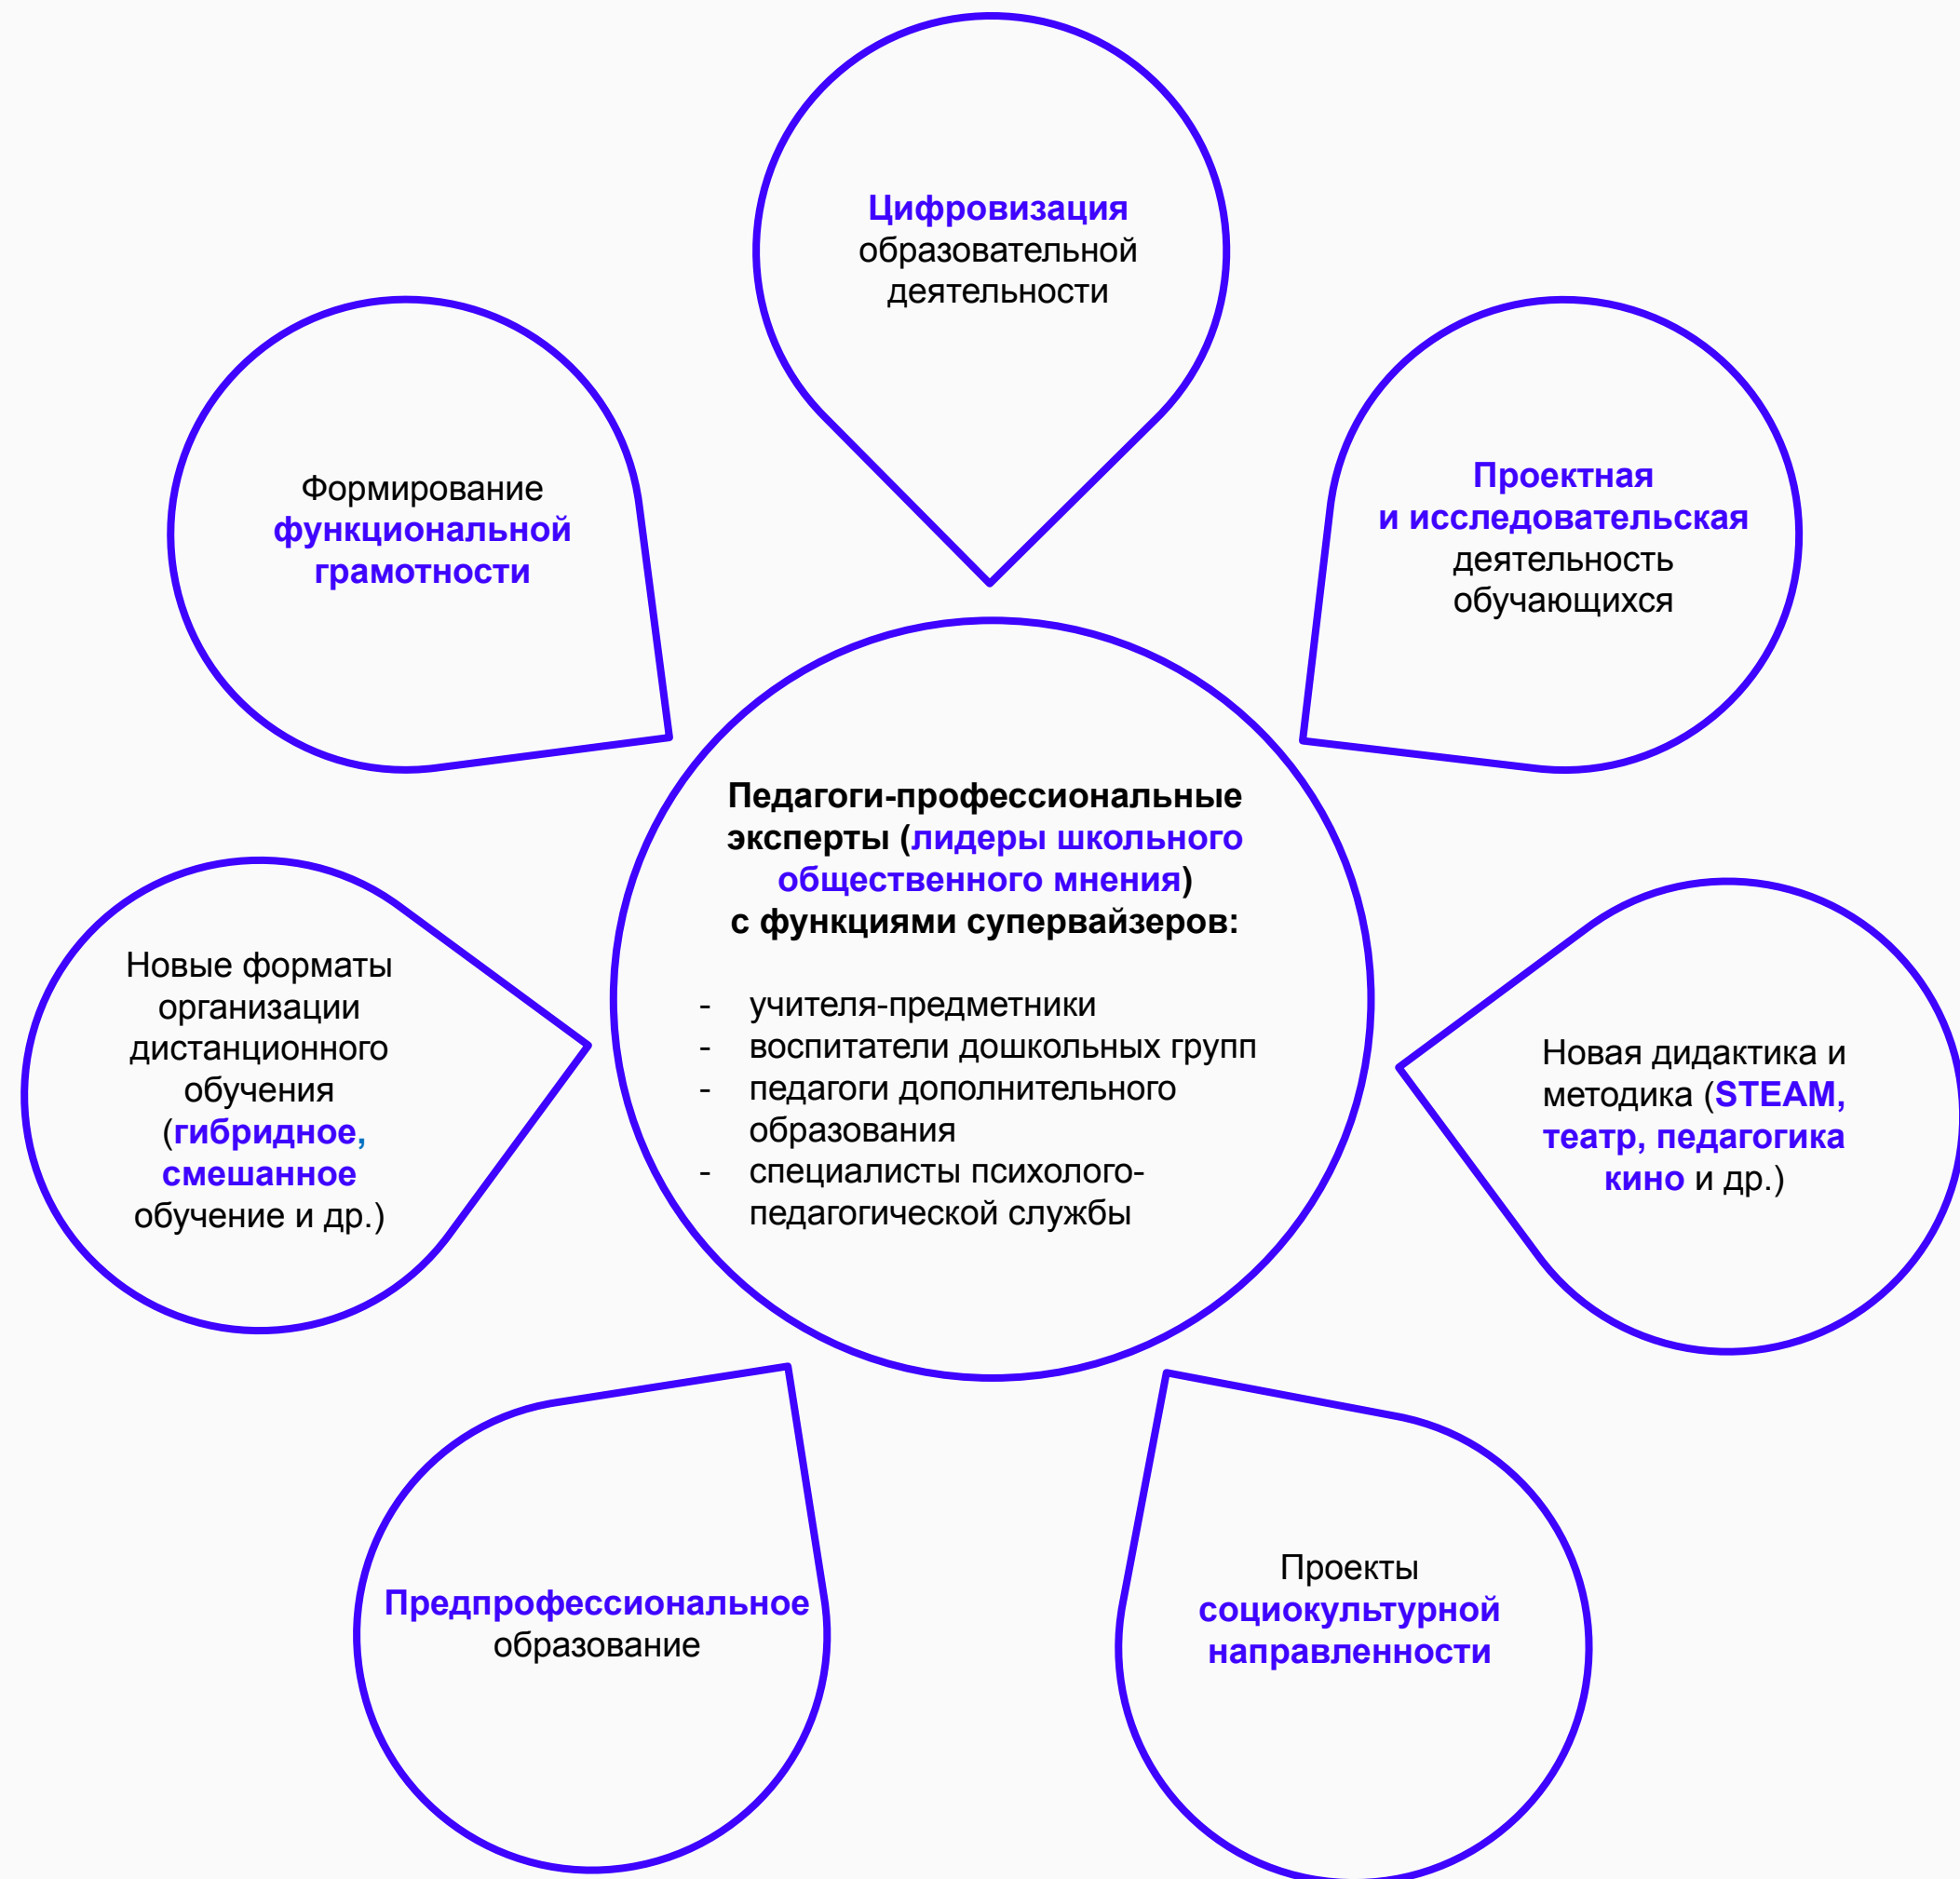 Цифровизация
образовательной
деятельности
Формирование
функциональной
грамотности
Проектная
и исследовательская
деятельность
обучающихся
Педагоги-профессиональные
эксперты (лидеры школьного
общественного мнения)
с функциями супервайзеров:
- учителя-предметники
- воспитатели дошкольных групп
- педагоги дополнительного
образования
- специалисты психолого-
педагогической службы
Новые форматы
организации
дистанционного
обучения
(гибридное,
смешанное
обучение и др.)
Новая дидактика и
методика (STEAM,
театр, педагогика
кино и др.)
Предпрофессиональное
образование
Проекты
социокультурной
направленности